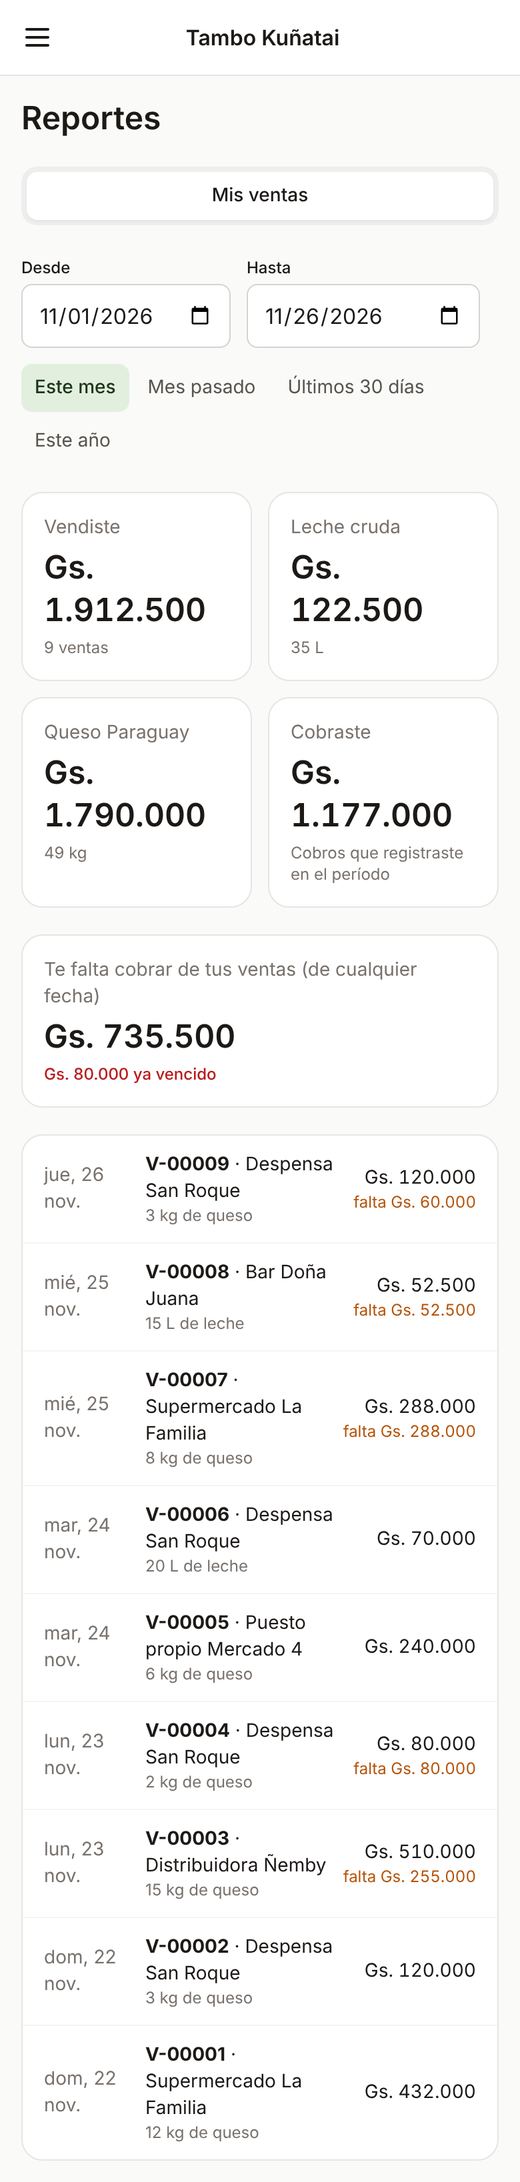 Tambo Kuñatai
Reportes
Mis ventas
Desde
Hasta
11/01/2026
11/26/2026
Este mes
Mes pasado
Últimos 30 días
Este año
Vendiste
Gs.
1.912.500
9 ventas
Leche cruda
Gs.
122.500
35 L
Queso Paraguay
Gs.
1.790.000
49 kg
Cobraste
Gs.
1.177.000
Cobros que registraste
en el período
Te falta cobrar de tus ventas (de cualquier
fecha)
Gs. 735.500
Gs. 80.000 ya vencido
jue, 26
nov.
V-00009 · Despensa
San Roque
3 kg de queso
Gs. 120.000
falta Gs. 60.000
mié, 25
nov.
V-00008 · Bar Doña
Juana
15 L de leche
Gs. 52.500
falta Gs. 52.500
mié, 25
nov.
V-00007 ·
Supermercado La
Familia
8 kg de queso
Gs. 288.000
falta Gs. 288.000
mar, 24
nov.
V-00006 · Despensa
San Roque
20 L de leche
Gs. 70.000
mar, 24
nov.
V-00005 · Puesto
propio Mercado 4
6 kg de queso
Gs. 240.000
lun, 23
nov.
V-00004 · Despensa
San Roque
2 kg de queso
Gs. 80.000
falta Gs. 80.000
lun, 23
nov.
V-00003 ·
Distribuidora Ñemby
15 kg de queso
Gs. 510.000
falta Gs. 255.000
dom, 22
nov.
V-00002 · Despensa
San Roque
3 kg de queso
Gs. 120.000
dom, 22
nov.
V-00001 ·
Supermercado La
Familia
12 kg de queso
Gs. 432.000